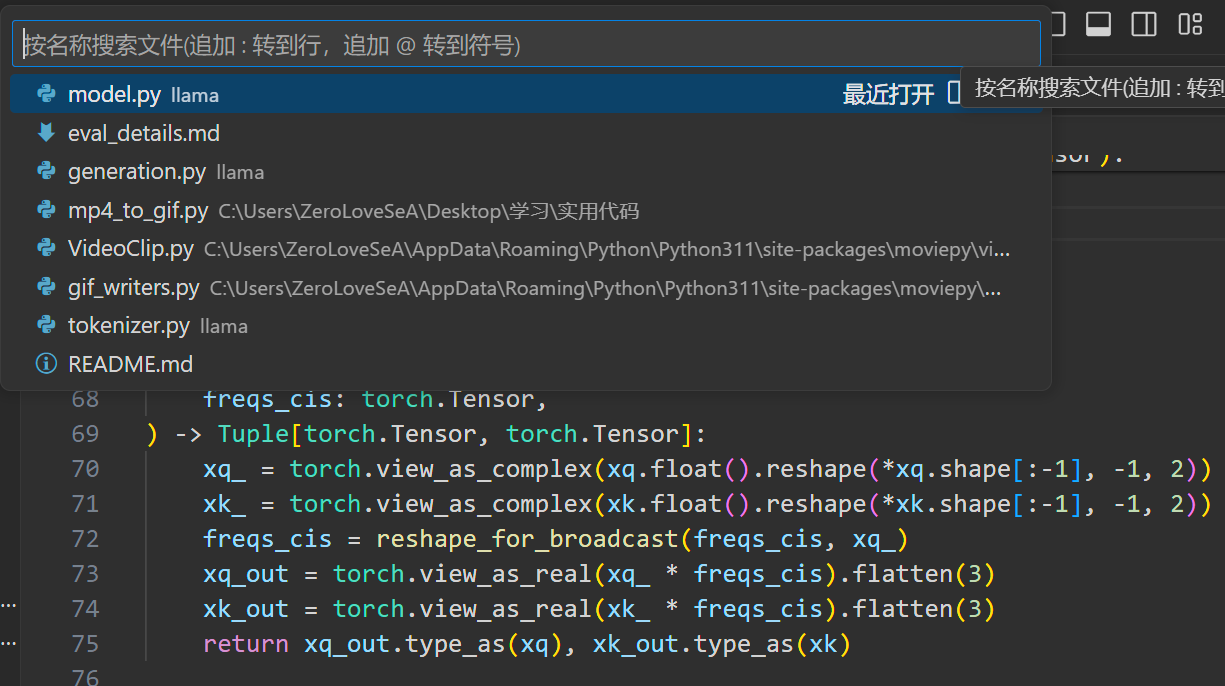 按名称搜索文件(追加 : 转到行，追加 @ 转到符号)
model.py llama 最近打开
按名称搜索文件(追加 : 转到
eval_details.md
generation.py llama
mp4_to_gif.py C:\Users\ZeroLoveSeA\Desktop\学习\实用代码
VideoClip.py C:\Users\ZeroLoveSeA\AppData\Roaming\Python\Python311\site-packages\moviepy\vi...
gif_writers.py C:\Users\ZeroLoveSeA\AppData\Roaming\Python\Python311\site-packages\moviepy\...
tokenizer.py llama
README.md
68 freqs_cis: torch.Tensor,
69 ) -> Tuple[torch.Tensor, torch.Tensor]:
70 xq_ = torch.view_as_complex(xq.float().reshape(*xq.shape[:-1], -1, 2))
71 xk_ = torch.view_as_complex(xk.float().reshape(*xk.shape[:-1], -1, 2))
72 freqs_cis = reshape_for_broadcast(freqs_cis, xq_)
73 xq_out = torch.view_as_real(xq_ * freqs_cis).flatten(3)
74 xk_out = torch.view_as_real(xk_ * freqs_cis).flatten(3)
75 return xq_out.type_as(xq), xk_out.type_as(xk)
76